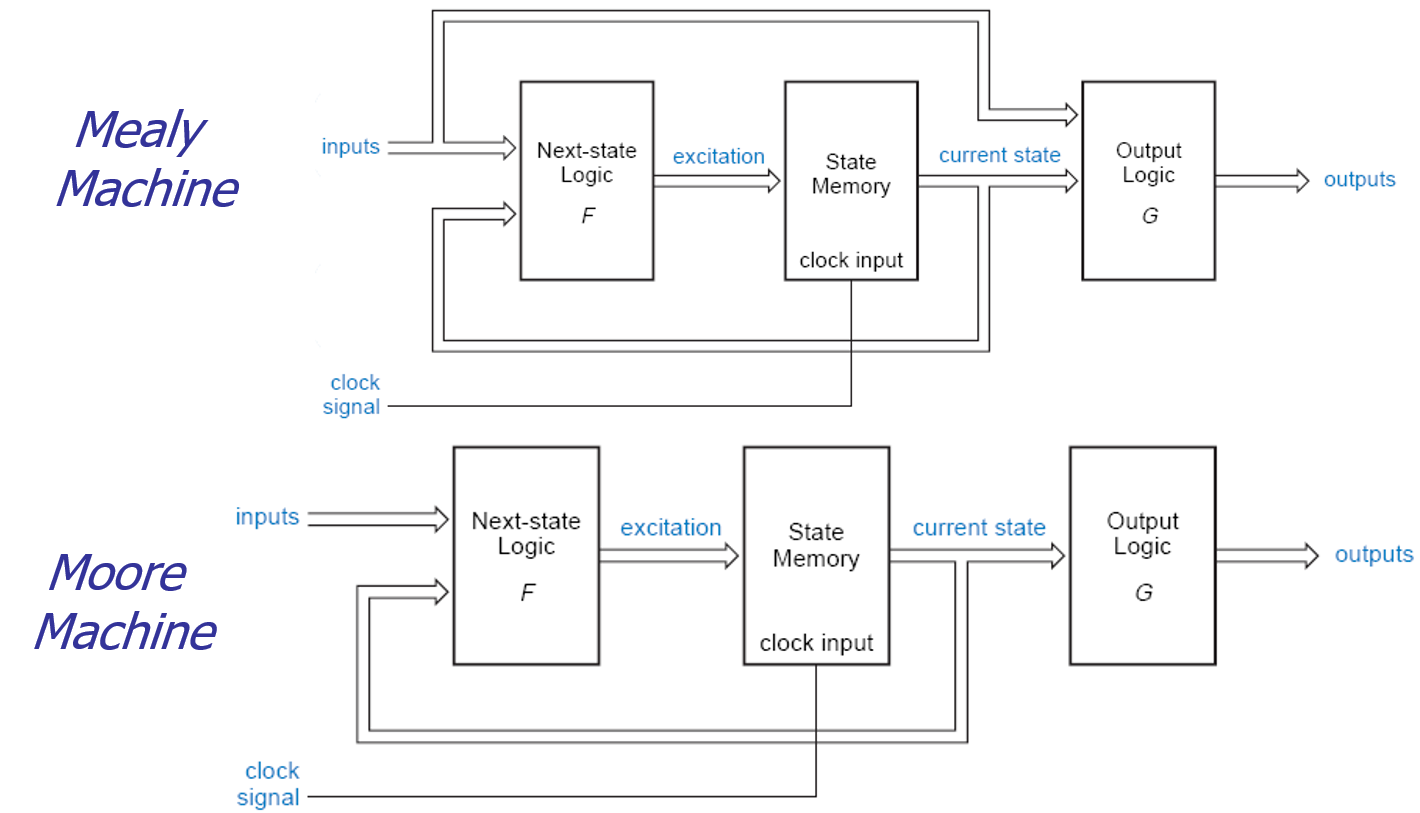 Mealy
Machine
inputs
Next-state
Logic
F
excitation
State
Memory
clock input
current state
Output
Logic
G
outputs
clock
signal
Moore
Machine
inputs
Next-state
Logic
F
excitation
State
Memory
clock input
current state
Output
Logic
G
outputs
clock
signal